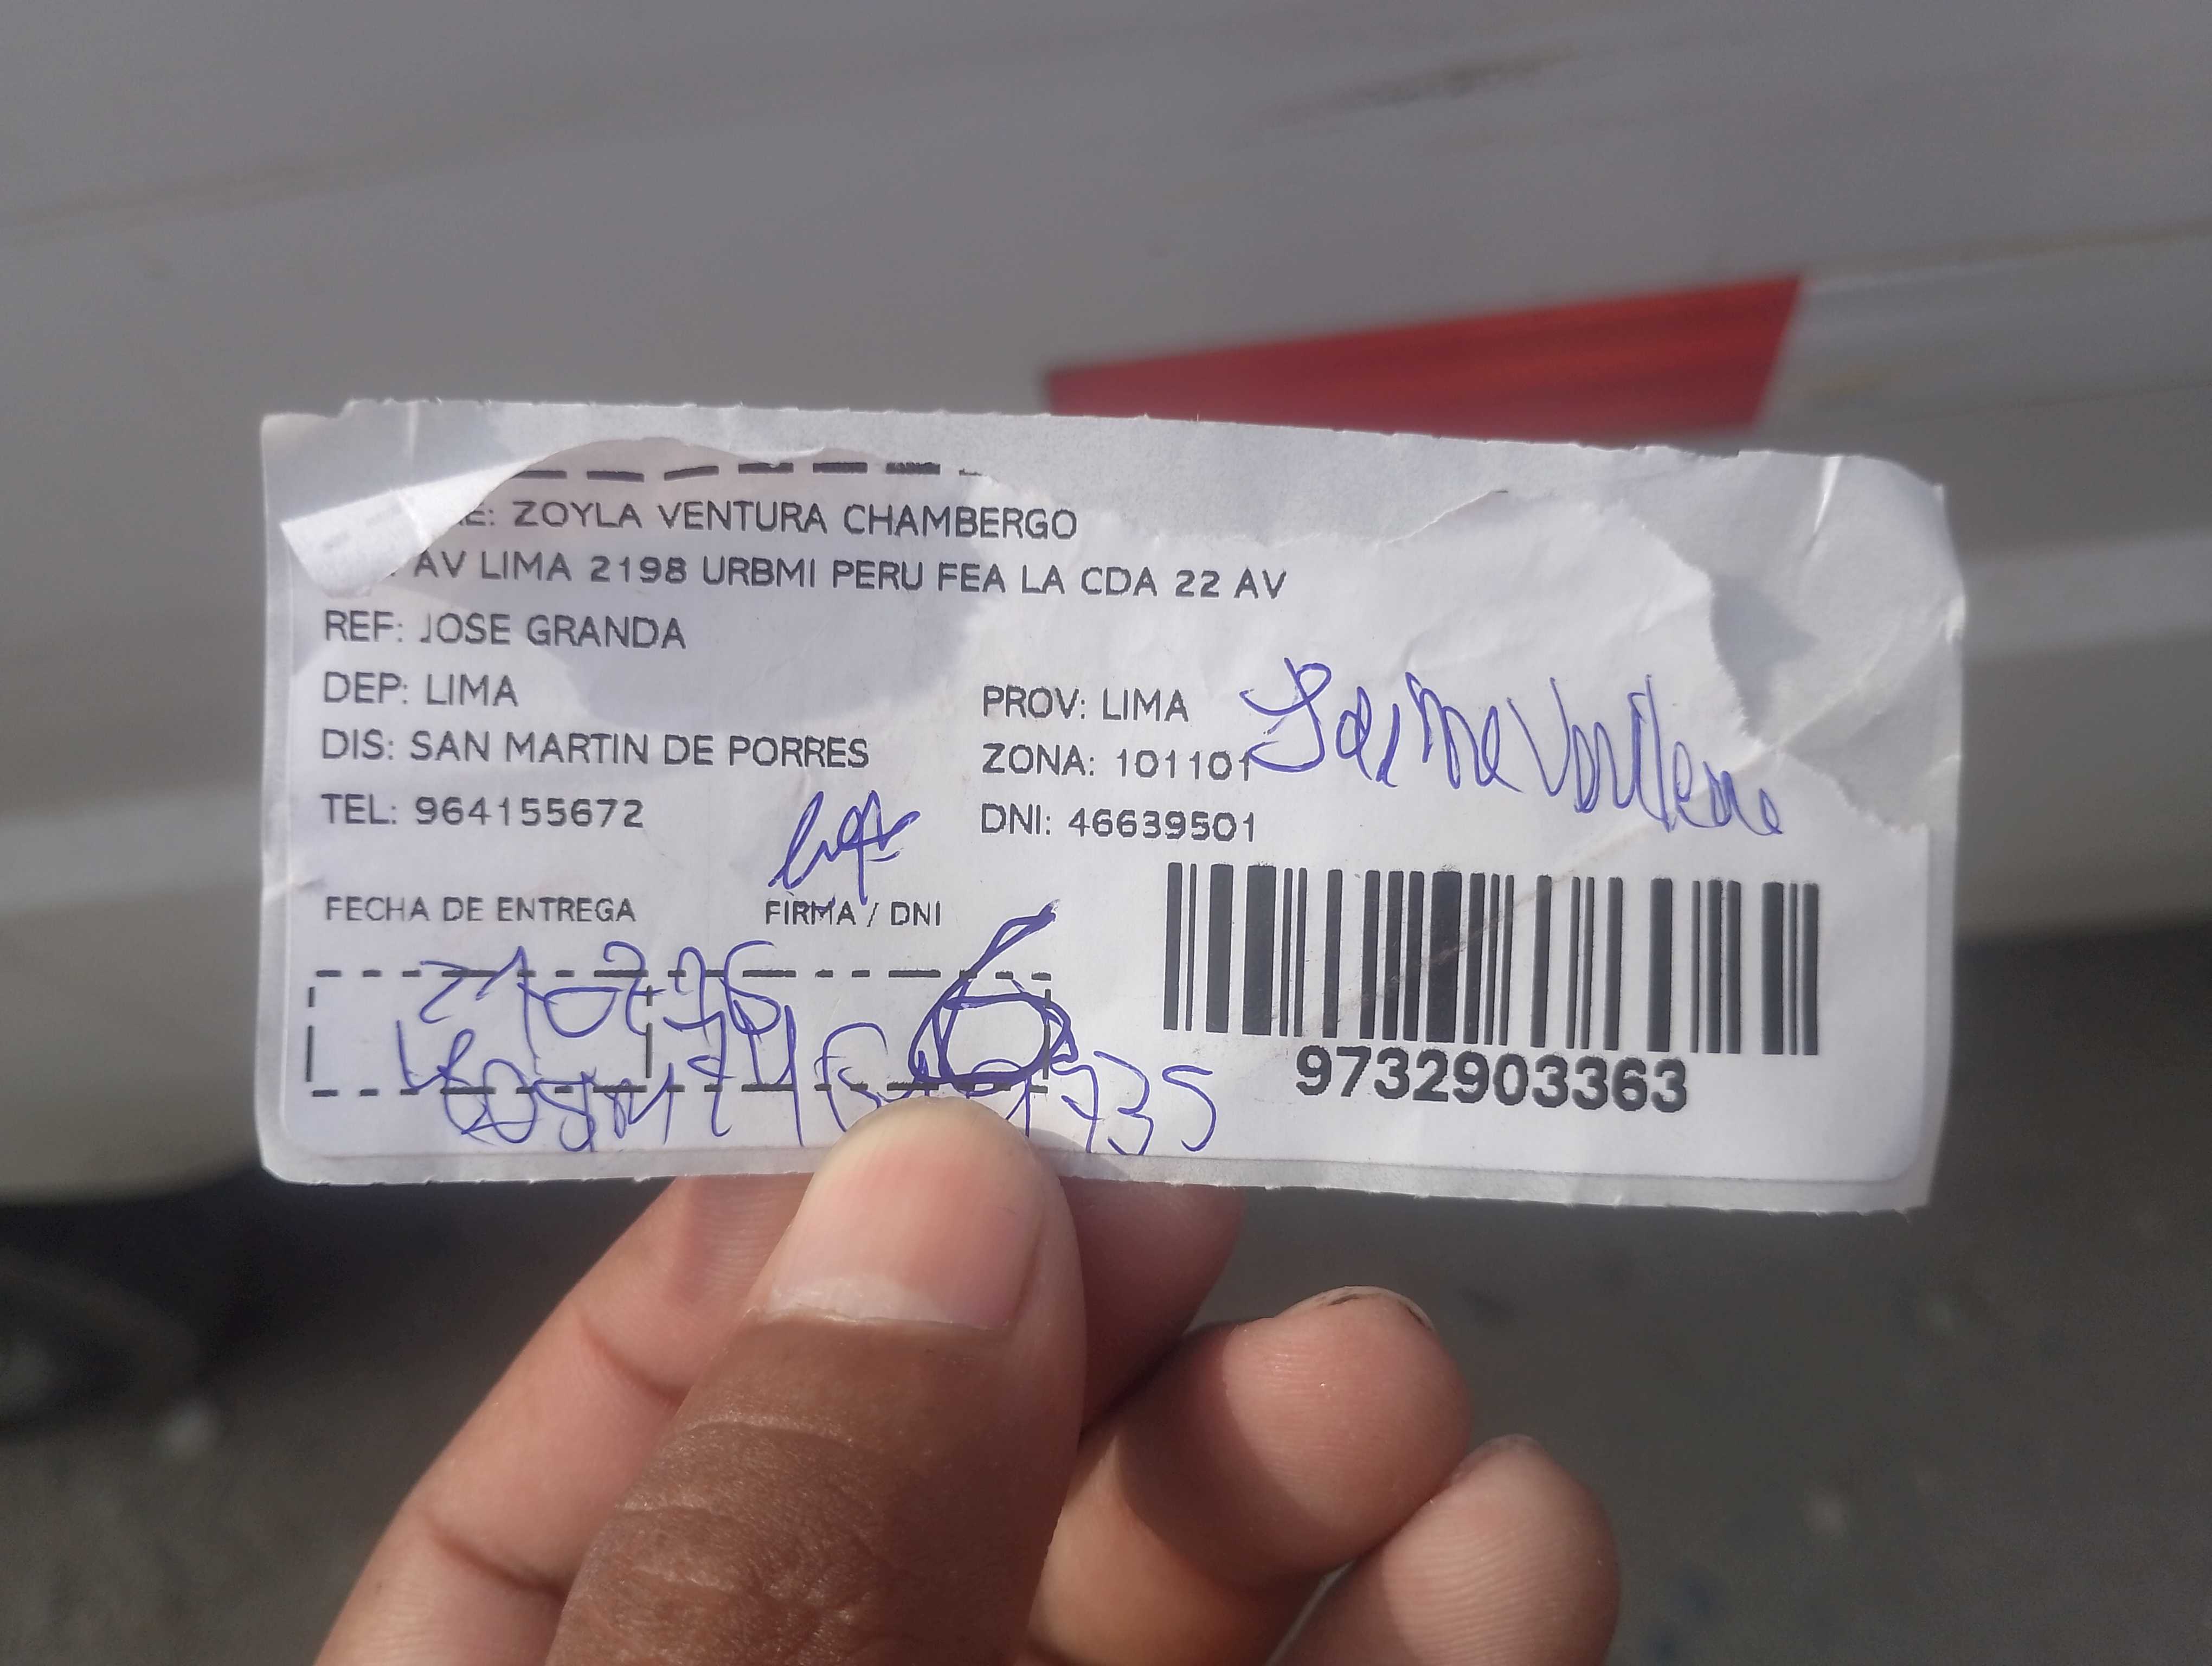 E: ZOYLA VENTURA CHAMBERGO
AV LIMA 2198 URBMI PERU FEA LA CDA 22 AV
REF: JOSE GRANDA
DEP: LIMA
PROV: LIMA
DIS: SAN MARTIN DE PORRES
ZONA: 101101
TEL: 964155672
DNI: 46639501
FECHA DE ENTREGA
FIRMA / DNI
6
9732903363